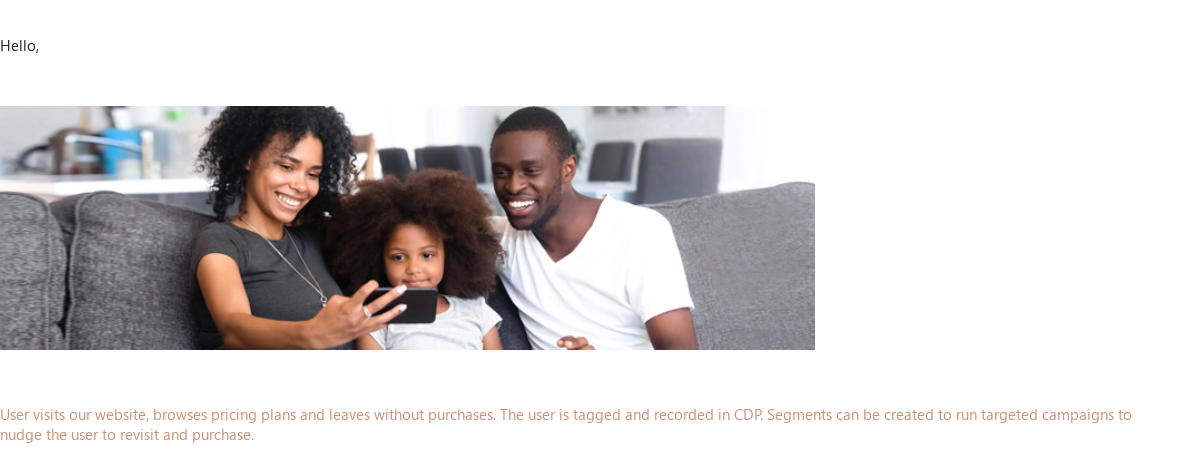 Hello,
User visits our website, browses pricing plans and leaves without purchases. The user is tagged and recorded in CDP. Segments can be created to run targeted campaigns to
nudge the user to revisit and purchase.